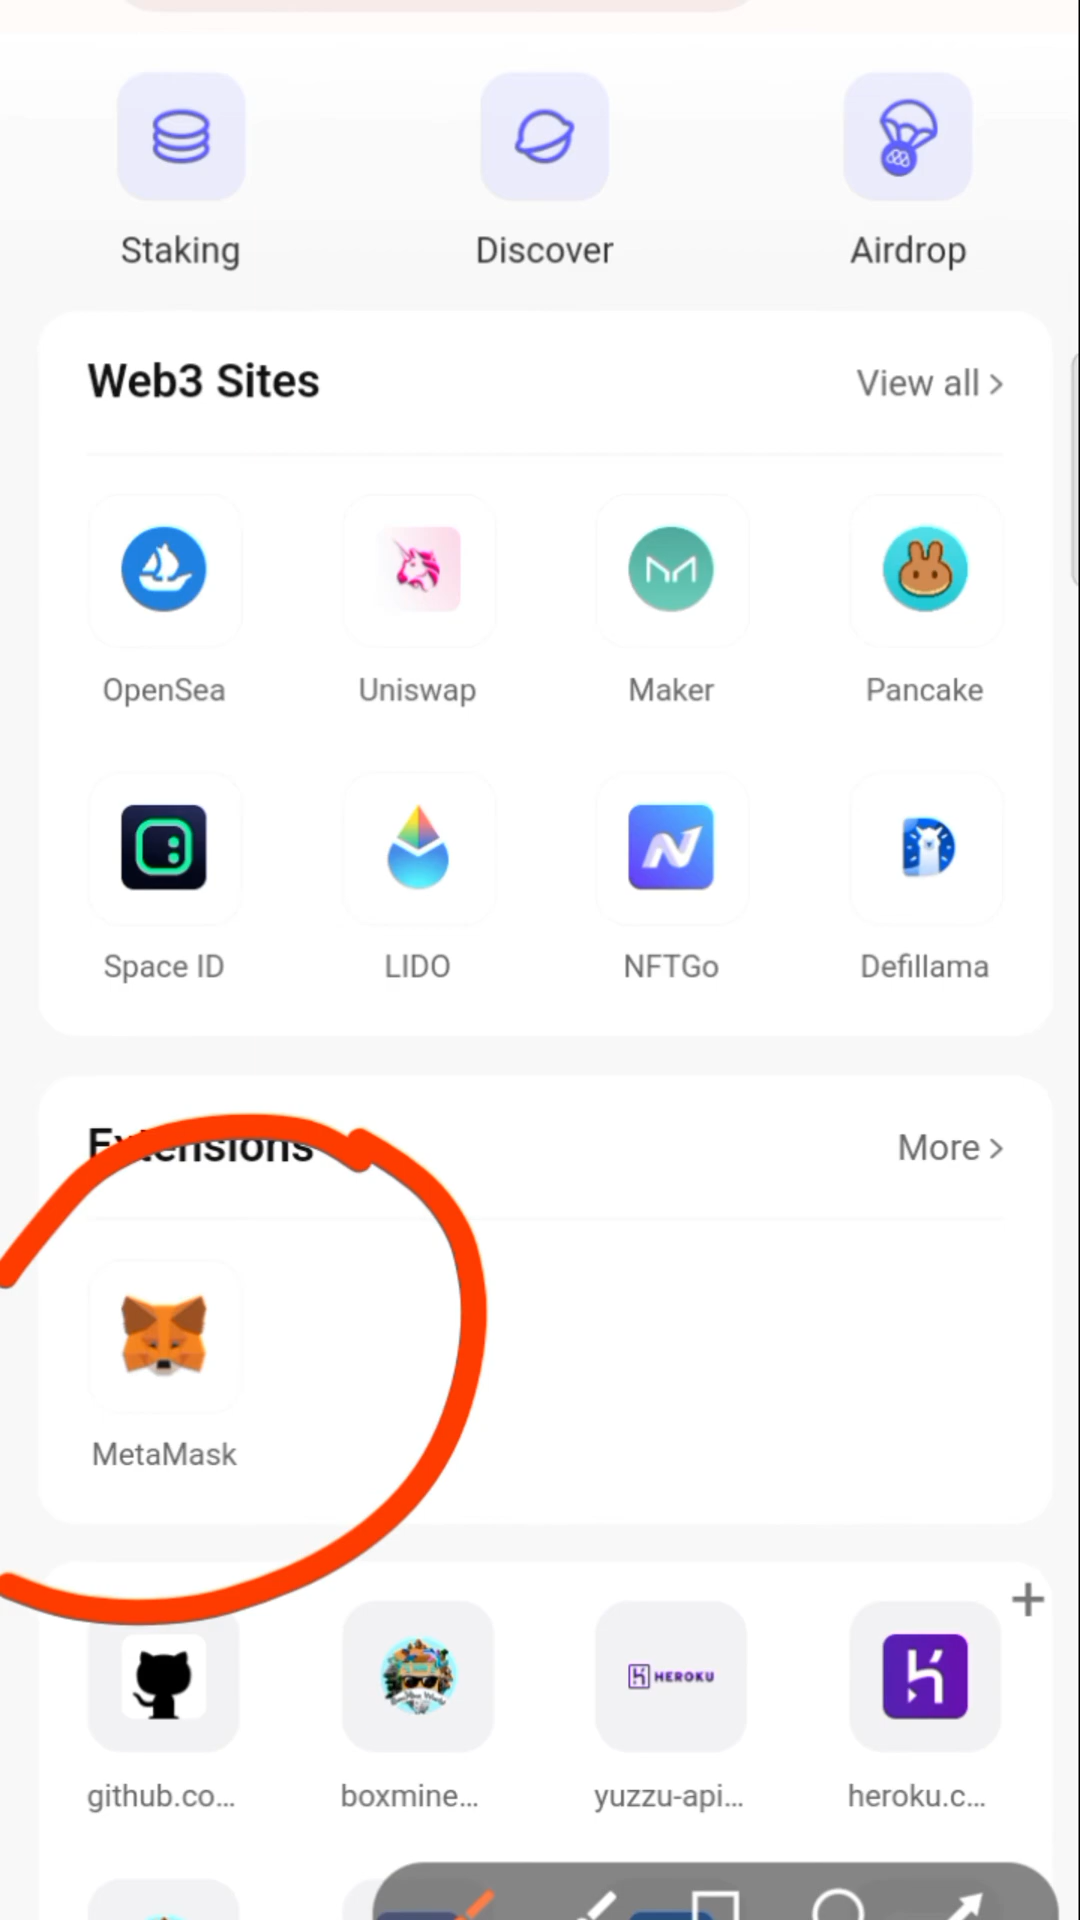 Staking Discover Airdrop
Web3 Sites View all >
OpenSea Uniswap Maker Pancake
Space ID LIDO NFTGo Defillama
Extensions More >
MetaMask
HEROKU
github.co... boxmine... yuzzu-api... heroku.c...